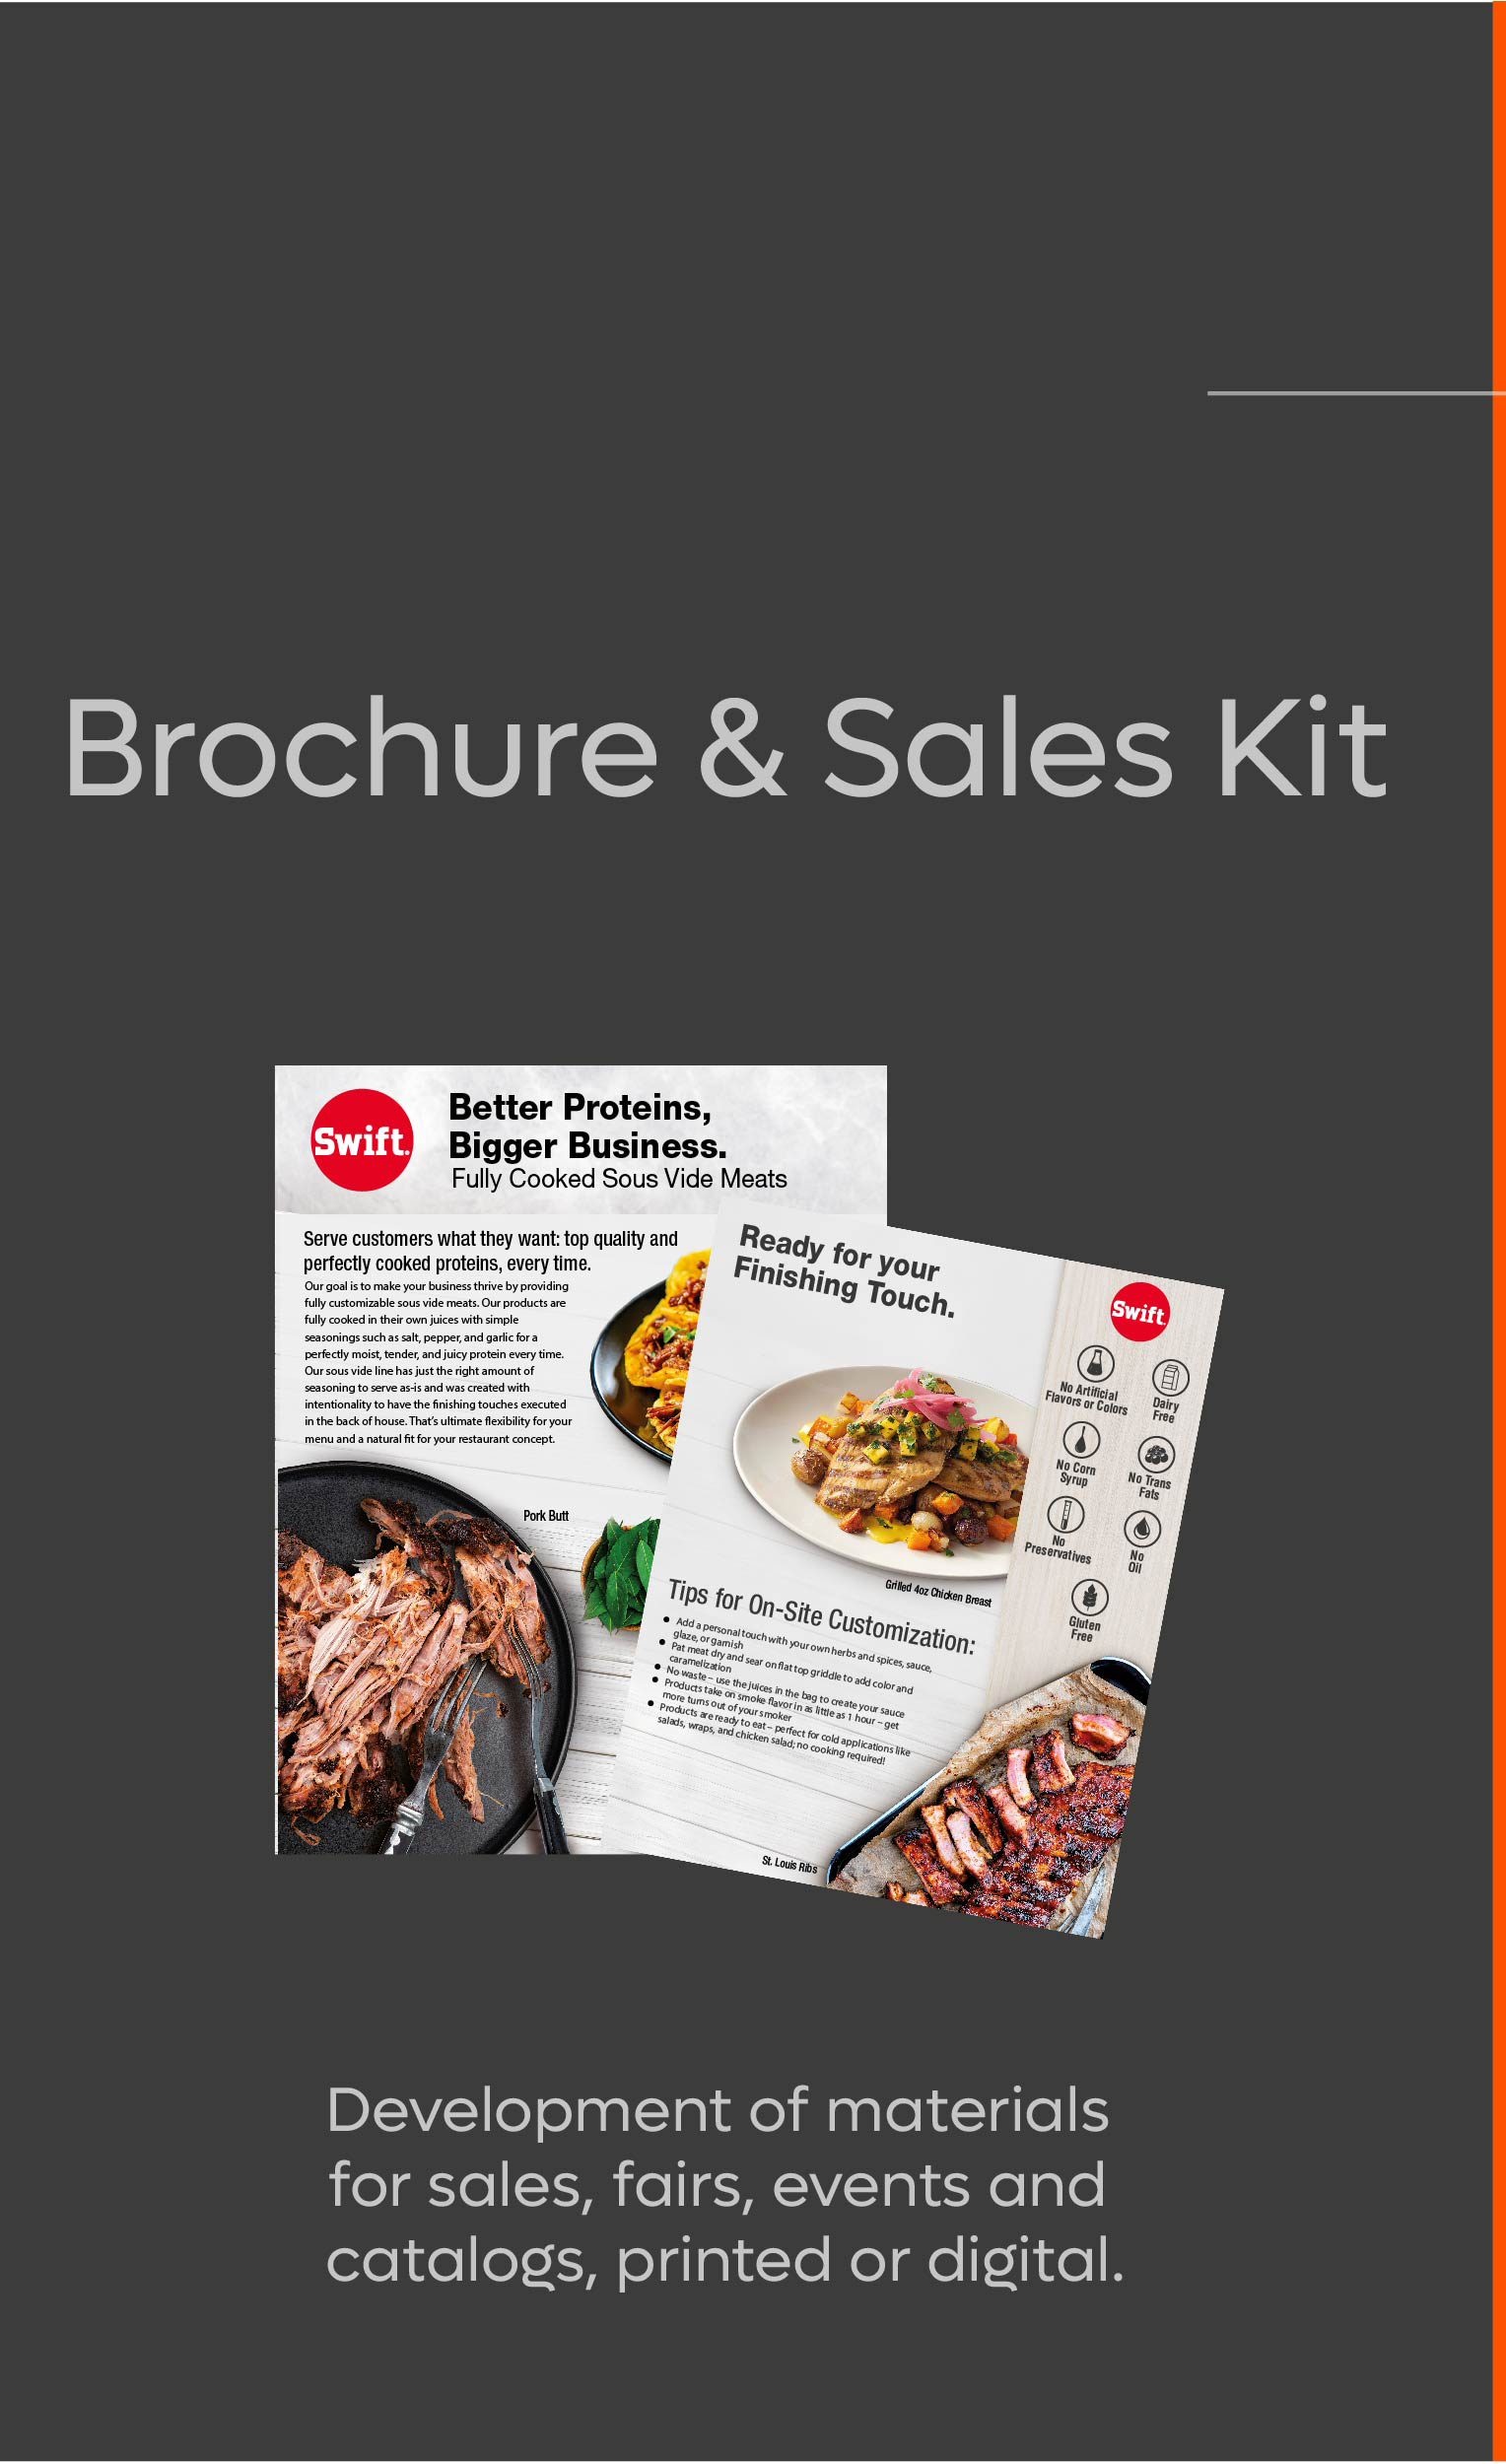 Brochure & Sales Kit
Swift.
Better Proteins,
Bigger Business.
Fully Cooked Sous Vide Meats
Serve customers what they want: top quality and
perfectly cooked proteins, every time.
Our goal is to make your business thrive by providing
fully customizable sous vide meats. Our products are
fully cooked in their own juices with simple
seasonings such as salt, pepper, and garlic for a
perfectly moist, tender, and juicy protein every time.
Our sous vide line has just the right amount of
seasoning to serve as-is and was created with
intentionality to have the finishing touches executed
in the back of house. That's ultimate flexibility for your
menu and a natural fit for your restaurant concept.
Pork Butt
Ready for your
Finishing Touch.
Swift.
No Artificial
Flavors or Colors
Dairy
Free
No Corn
Syrup
No Trans
Fats
No
Preservatives
No
Oil
Gluten
Free
Grilled 4oz Chicken Breast
Tips for On-Site Customization:
• Add a personal touch with your own herbs and spices, sauce,
glaze, or garnish
• Pat meat dry and sear on flat top griddle to add color and
caramelization
• No waste – use the juices in the bag to create your sauce
• Products take on smoke flavor in as little as 1 hour – get
more turns out of your smoker
• Products are ready to eat – perfect for cold applications like
salads, wraps, and chicken salad; no cooking required!
St. Louis Ribs
Development of materials
for sales, fairs, events and
catalogs, printed or digital.